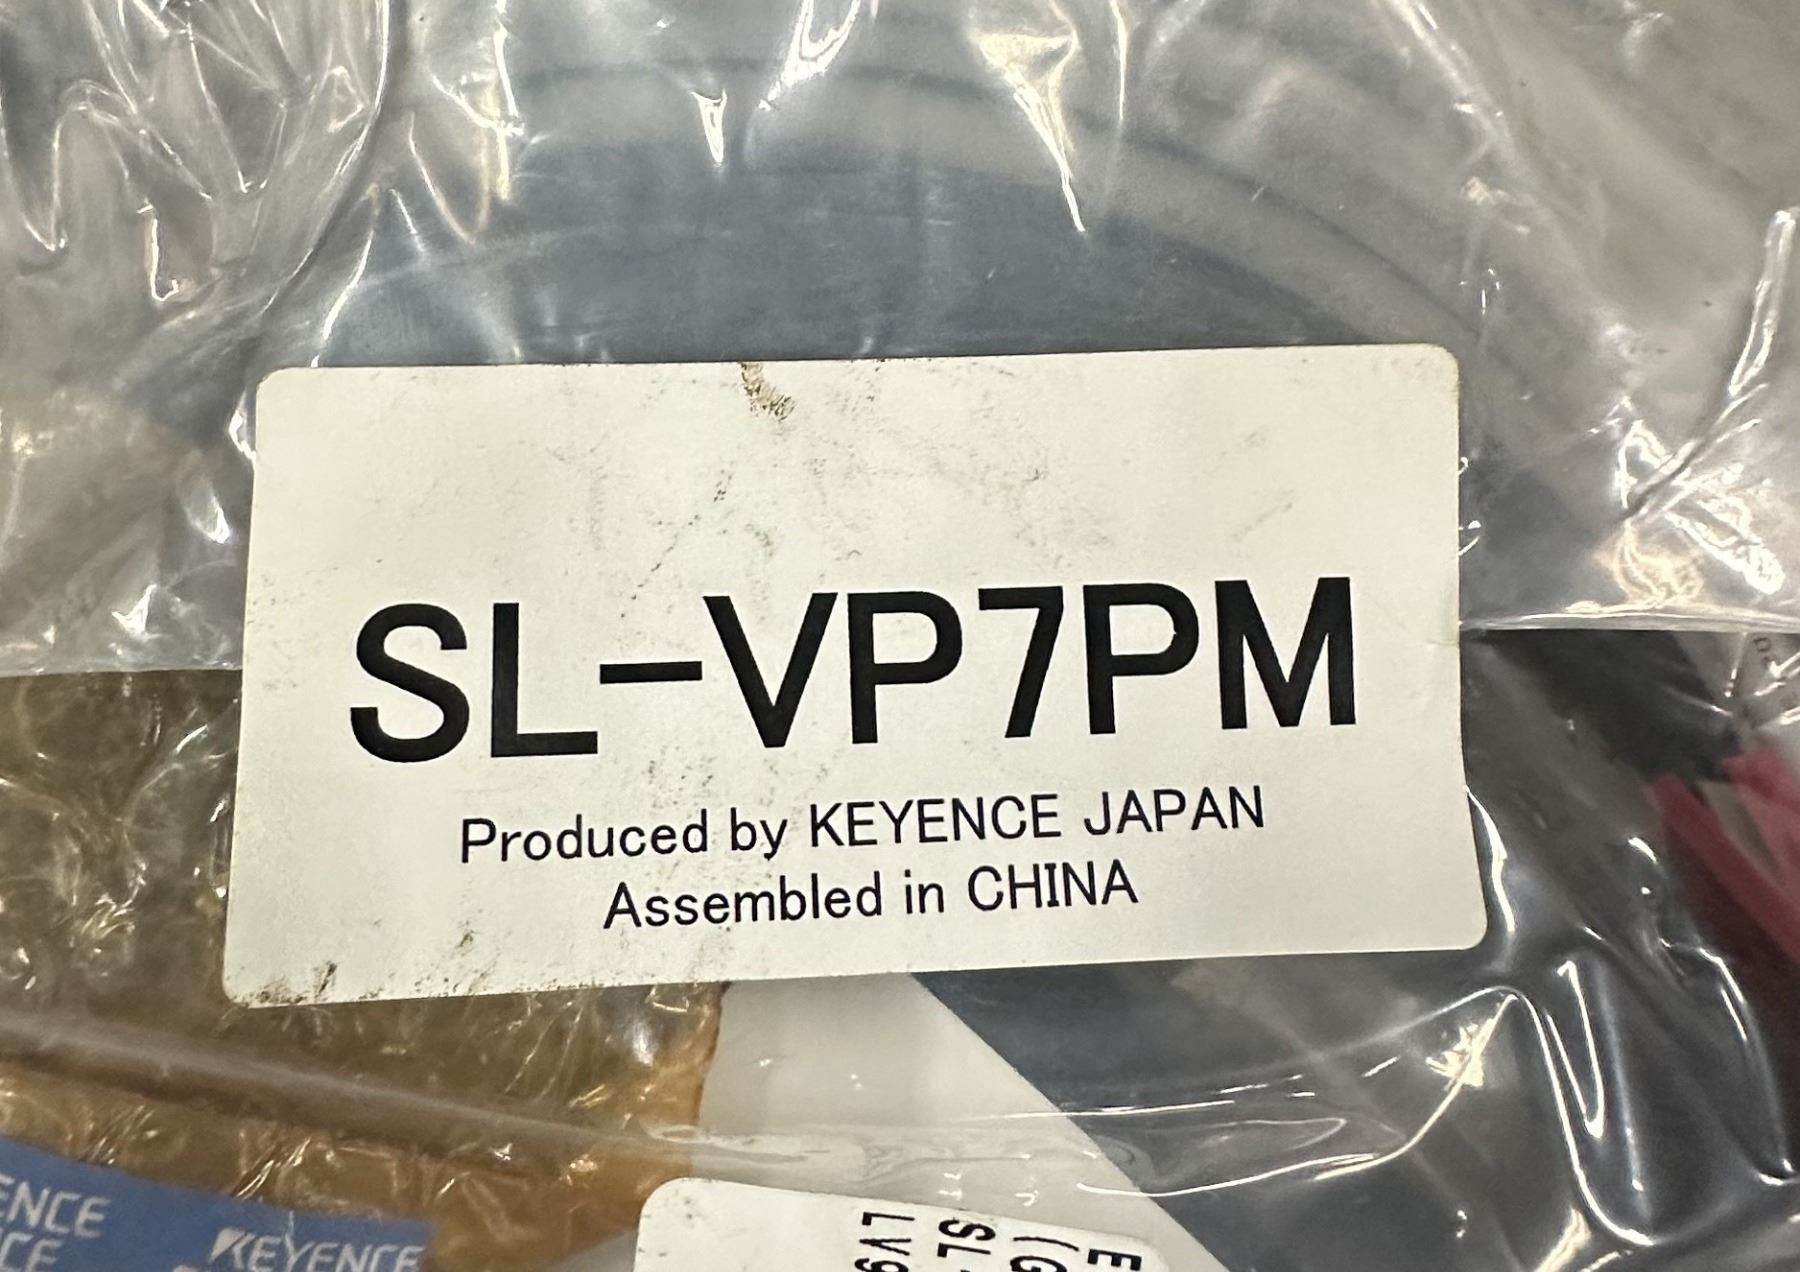 SL-VP7PM
Produced by KEYENCE JAPAN
Assembled in CHINA
KEYENCE